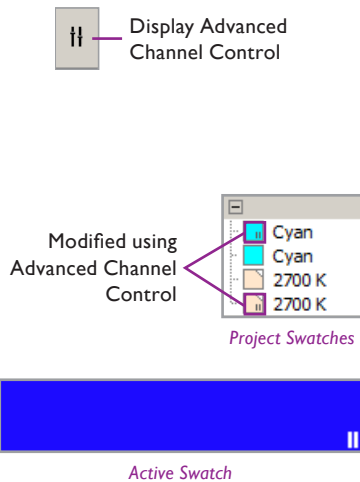 Display Advanced
Channel Control
Modified using
Advanced Channel
Control
Cyan
Cyan
2700 K
2700 K
Project Swatches
Active Swatch